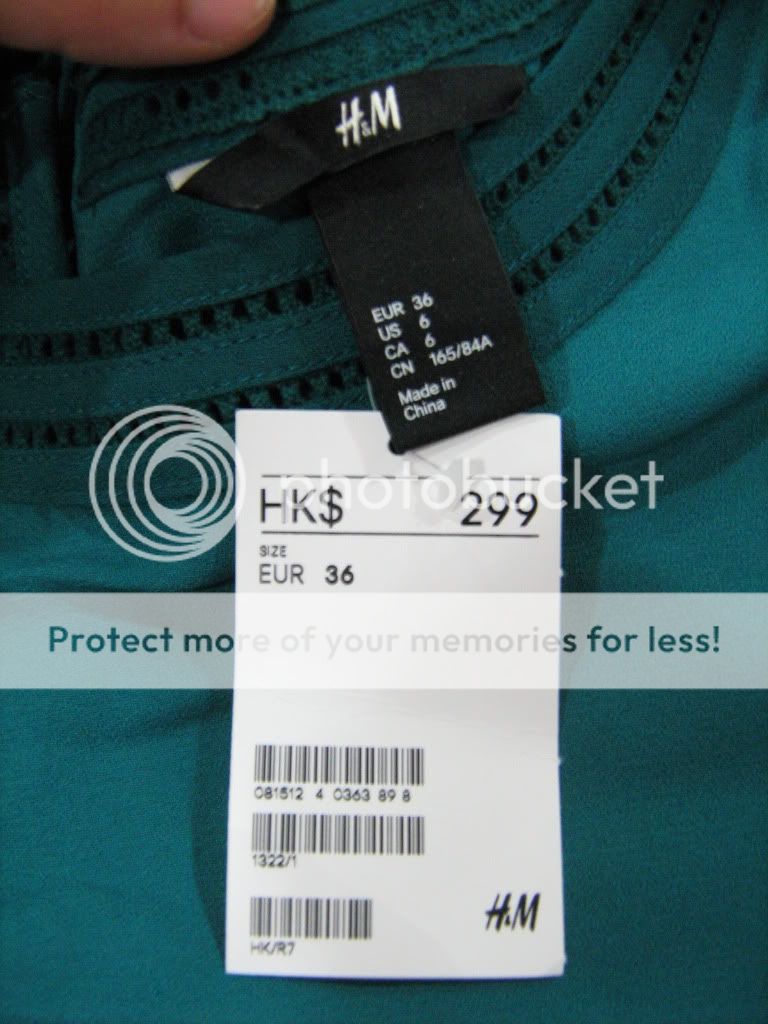 H&M
EUR 36
US 6
CA 6
CN 165/84A
Made in
China
photobucket
HK$ 299
SIZE
EUR 36
Protect more of your memories for less!
081512 4 0363 89 8
1322/1
H&M
HK/R7